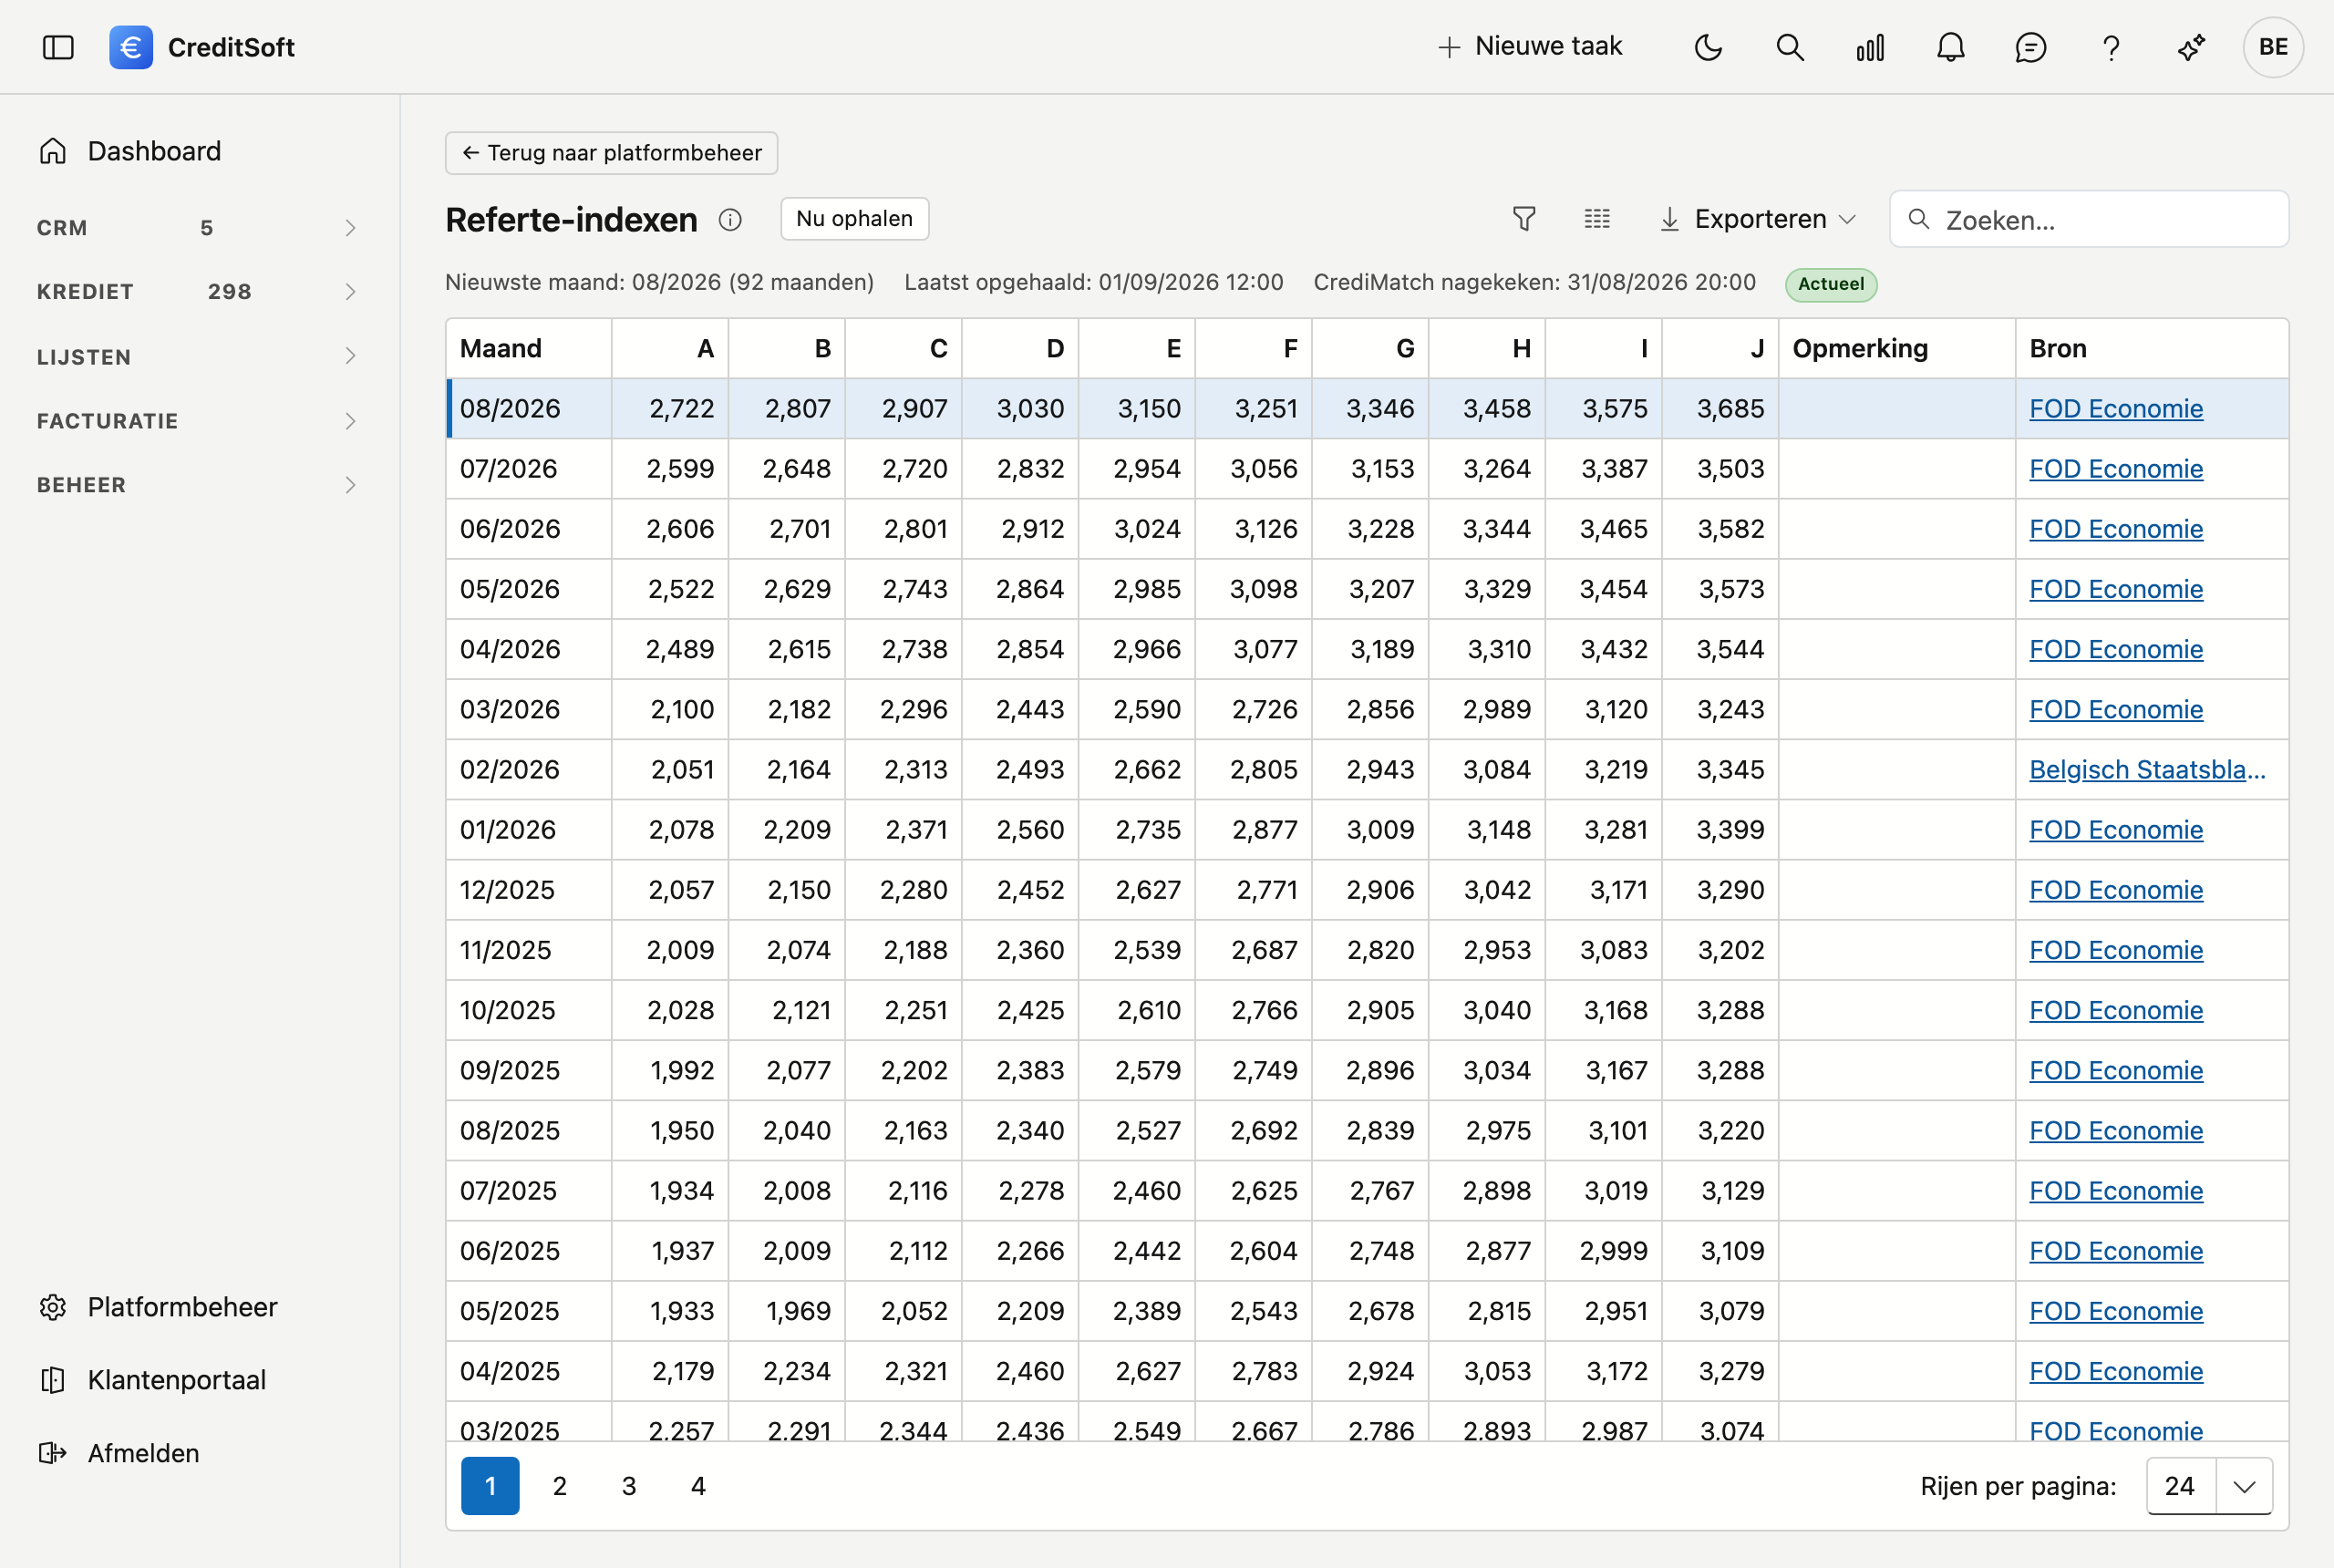 CreditSoft
Nieuwe taak
BE
Dashboard
CRM 5
KREDIET 298
LIJSTEN
FACTURATIE
BEHEER
Platformbeheer
Klantenportaal
Afmelden
← Terug naar platformbeheer
Referte-indexen
Nu ophalen
Exporteren
Zoeken...
Nieuwste maand: 08/2026 (92 maanden) Laatst opgehaald: 01/09/2026 12:00 CrediMatch nagekeken: 31/08/2026 20:00 Actueel
Maand A B C D E F G H I J Opmerking Bron
08/2026 2,722 2,807 2,907 3,030 3,150 3,251 3,346 3,458 3,575 3,685 FOD Economie
07/2026 2,599 2,648 2,720 2,832 2,954 3,056 3,153 3,264 3,387 3,503 FOD Economie
06/2026 2,606 2,701 2,801 2,912 3,024 3,126 3,228 3,344 3,465 3,582 FOD Economie
05/2026 2,522 2,629 2,743 2,864 2,985 3,098 3,207 3,329 3,454 3,573 FOD Economie
04/2026 2,489 2,615 2,738 2,854 2,966 3,077 3,189 3,310 3,432 3,544 FOD Economie
03/2026 2,100 2,182 2,296 2,443 2,590 2,726 2,856 2,989 3,120 3,243 FOD Economie
02/2026 2,051 2,164 2,313 2,493 2,662 2,805 2,943 3,084 3,219 3,345 Belgisch Staatsbla...
01/2026 2,078 2,209 2,371 2,560 2,735 2,877 3,009 3,148 3,281 3,399 FOD Economie
12/2025 2,057 2,150 2,280 2,452 2,627 2,771 2,906 3,042 3,171 3,290 FOD Economie
11/2025 2,009 2,074 2,188 2,360 2,539 2,687 2,820 2,953 3,083 3,202 FOD Economie
10/2025 2,028 2,121 2,251 2,425 2,610 2,766 2,905 3,040 3,168 3,288 FOD Economie
09/2025 1,992 2,077 2,202 2,383 2,579 2,749 2,896 3,034 3,167 3,288 FOD Economie
08/2025 1,950 2,040 2,163 2,340 2,527 2,692 2,839 2,975 3,101 3,220 FOD Economie
07/2025 1,934 2,008 2,116 2,278 2,460 2,625 2,767 2,898 3,019 3,129 FOD Economie
06/2025 1,937 2,009 2,112 2,266 2,442 2,604 2,748 2,877 2,999 3,109 FOD Economie
05/2025 1,933 1,969 2,052 2,209 2,389 2,543 2,678 2,815 2,951 3,079 FOD Economie
04/2025 2,179 2,234 2,321 2,460 2,627 2,783 2,924 3,053 3,172 3,279 FOD Economie
03/2025 2,257 2,291 2,344 2,436 2,549 2,667 2,786 2,893 2,987 3,074 FOD Economie
1 2 3 4
Rijen per pagina: 24